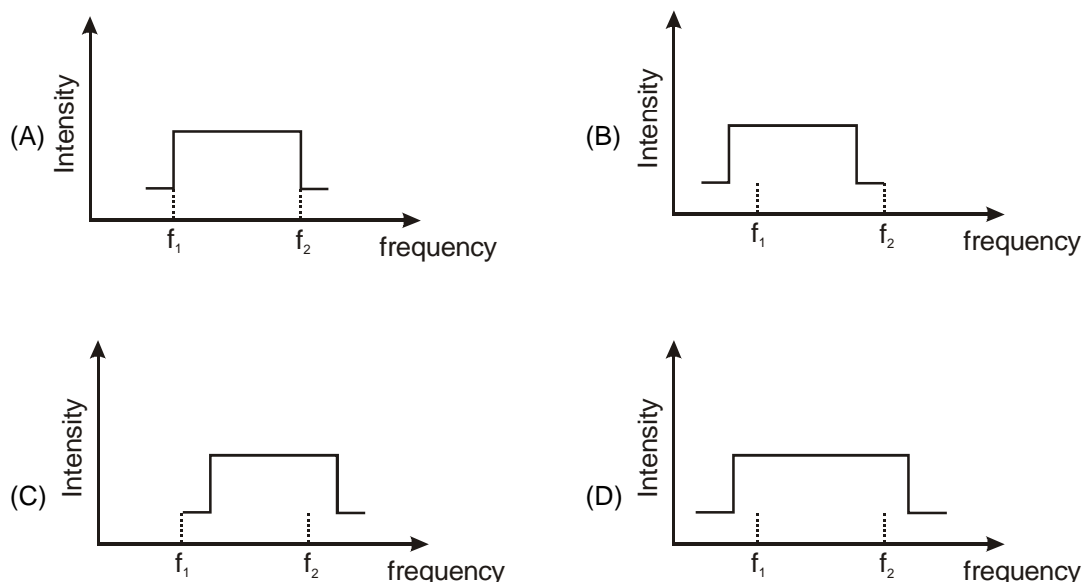 (A)
Intensity
f₁
f₂
frequency
(B)
Intensity
f₁
f₂
frequency
(C)
Intensity
f₁
f₂
frequency
(D)
Intensity
f₁
f₂
frequency